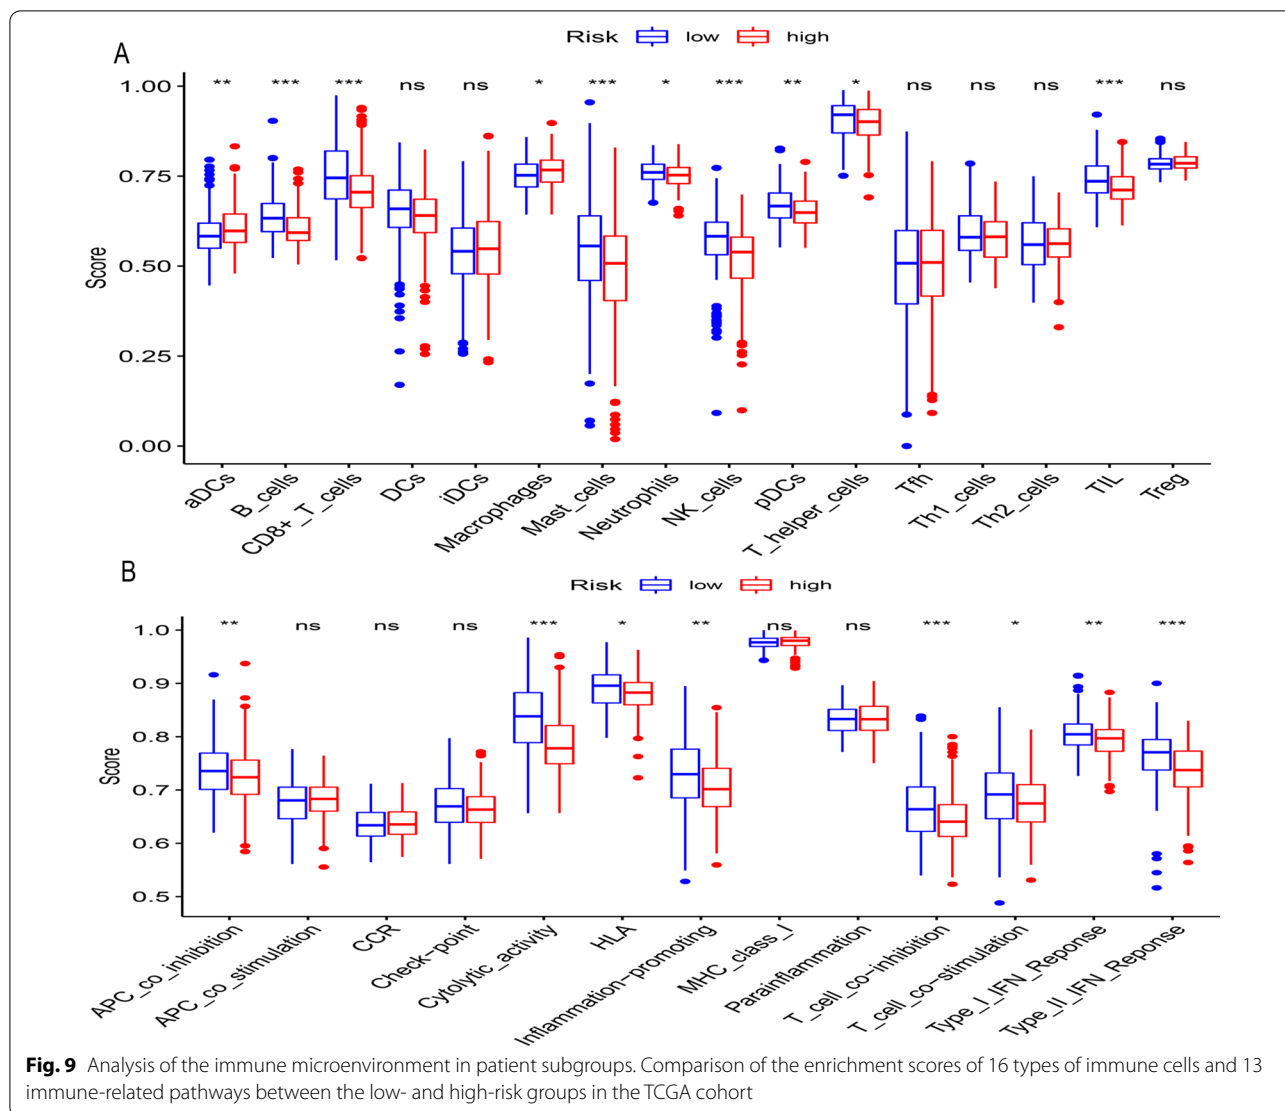 A
Risk low high
** *** *** ns ns * *** * *** ** * ns ns ns *** ns
1.00
0.75
0.50
0.25
0.00
Score
aDCs
B_cells
CD8+_T_cells
DCs
iDCs
Macrophages
Mast_cells
Neutrophils
NK_cells
pDCs
T_helper_cells
Tfh
Th1_cells
Th2_cells
TIL
Treg
B
Risk low high
** ns ns ns *** * ** ns ns *** * ** ***
1.0
0.9
0.8
0.7
0.6
0.5
Score
APC_co_inhibition
APC_co_stimulation
CCR
Check-point
Cytolytic_activity
HLA
Inflammation-promoting
MHC_class_I
Parainflammation
T_cell_co-inhibition
T_cell_co-stimulation
Type_I_IFN_Reponse
Type_II_IFN_Reponse
Fig. 9 Analysis of the immune microenvironment in patient subgroups. Comparison of the enrichment scores of 16 types of immune cells and 13
immune-related pathways between the low- and high-risk groups in the TCGA cohort